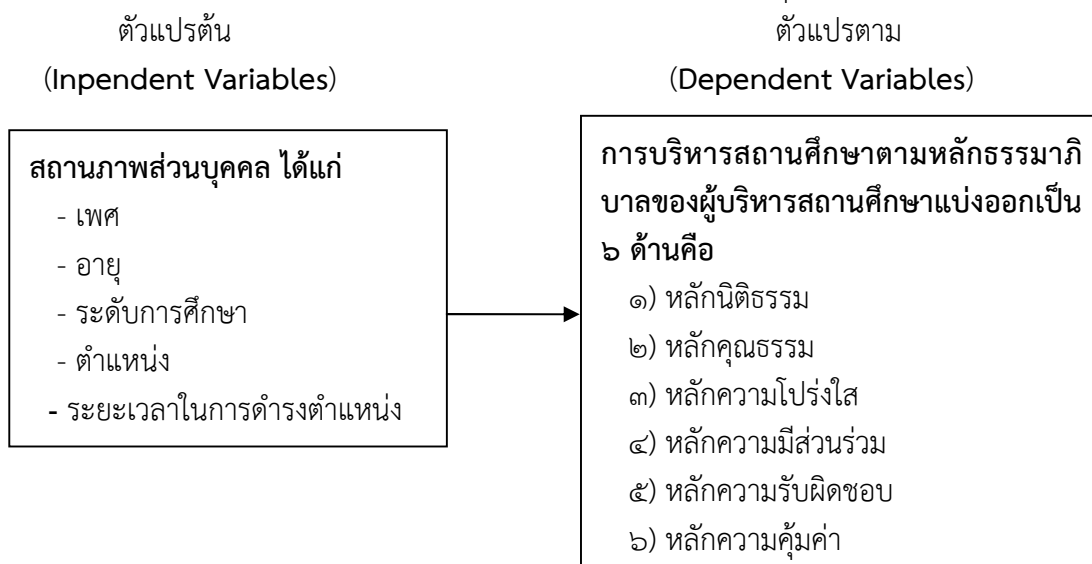 ตัวแปรต้น
(Inpendent Variables)
สถานภาพส่วนบุคคล ได้แก่
- เพศ
- อายุ
- ระดับการศึกษา
- ตำแหน่ง
- ระยะเวลาในการดำรงตำแหน่ง
ตัวแปรตาม
(Dependent Variables)
การบริหารสถานศึกษาตามหลักธรรมาภิ
บาลของผู้บริหารสถานศึกษาแบ่งออกเป็น
๖ ด้านคือ
๑) หลักนิติธรรม
๒) หลักคุณธรรม
๓) หลักความโปร่งใส
๔) หลักความมีส่วนร่วม
๕) หลักความรับผิดชอบ
๖) หลักความคุ้มค่า